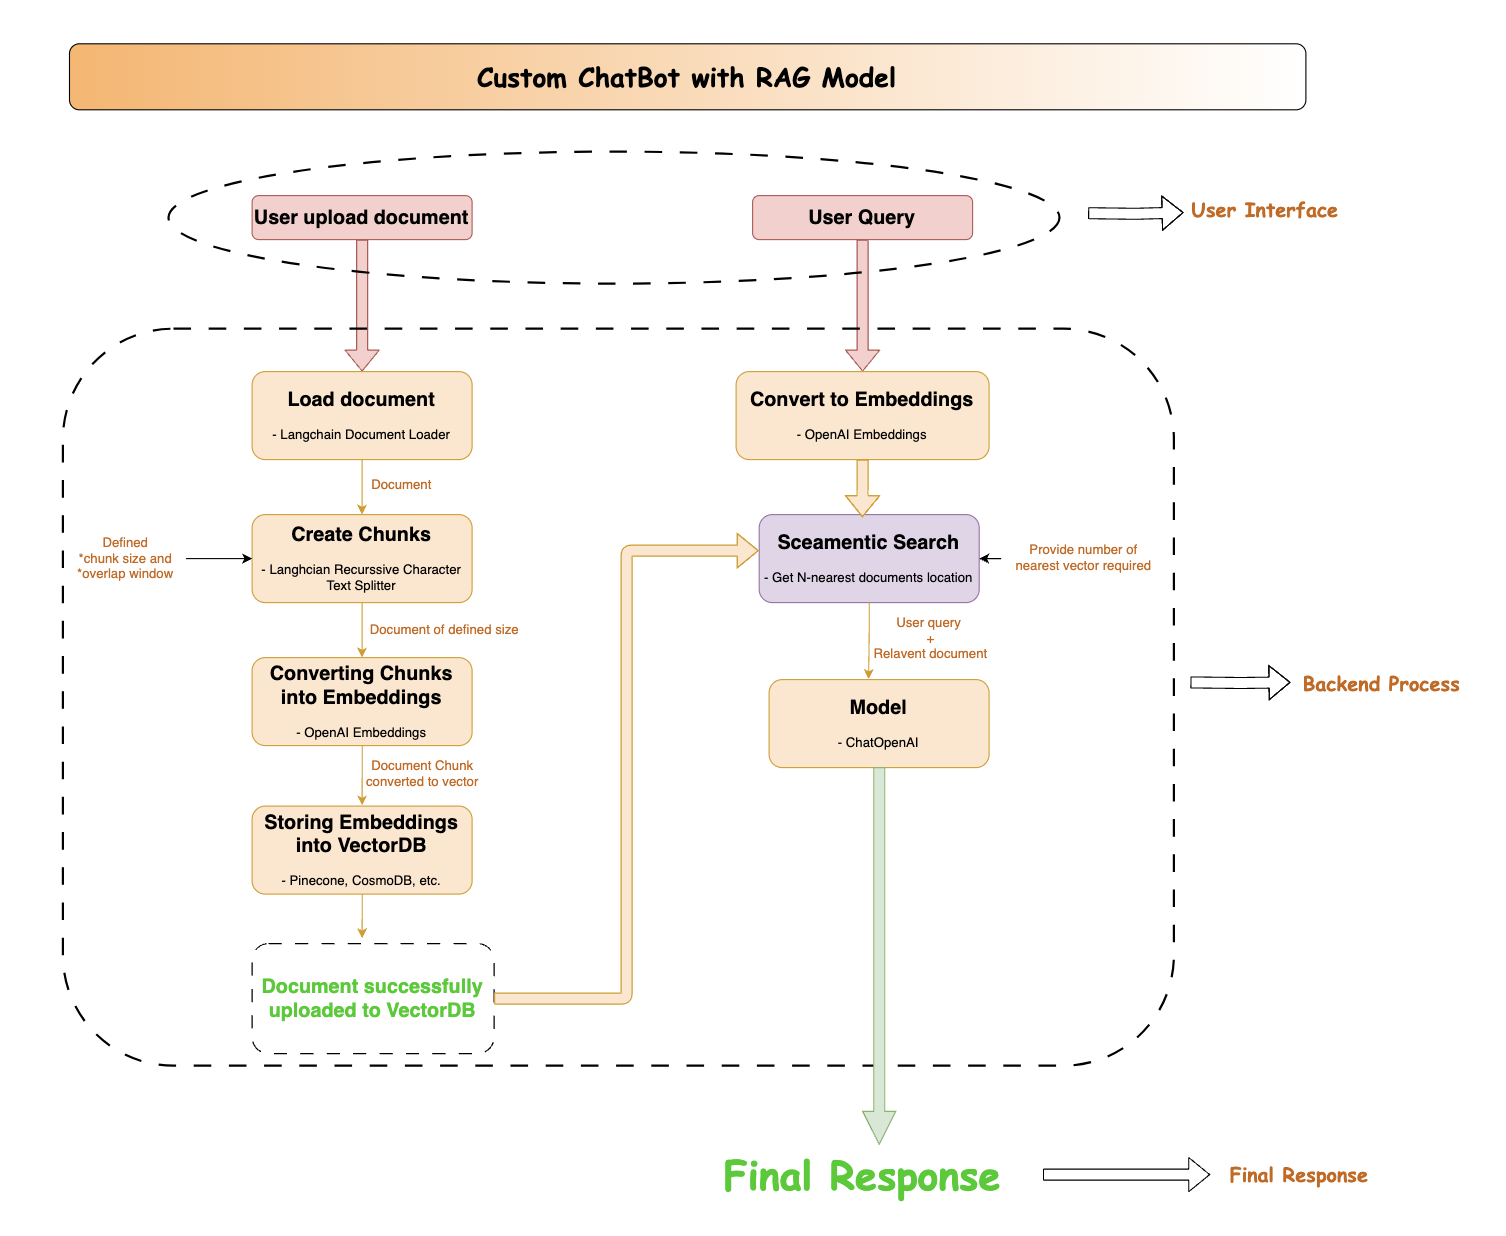 Custom ChatBot with RAG Model
User upload document
User Query
User Interface
Load document
- Langchain Document Loader
Convert to Embeddings
- OpenAI Embeddings
Document
Create Chunks
- Langhcian Recurssive Character
Text Splitter
Defined
*chunk size and
*overlap window
Sceamentic Search
- Get N-nearest documents location
Provide number of
nearest vector required
Document of defined size
User query
+
Relavent document
Converting Chunks
into Embeddings
- OpenAI Embeddings
Model
- ChatOpenAI
Backend Process
Document Chunk
converted to vector
Storing Embeddings
into VectorDB
- Pinecone, CosmoDB, etc.
Document successfully
uploaded to VectorDB
Final Response
Final Response